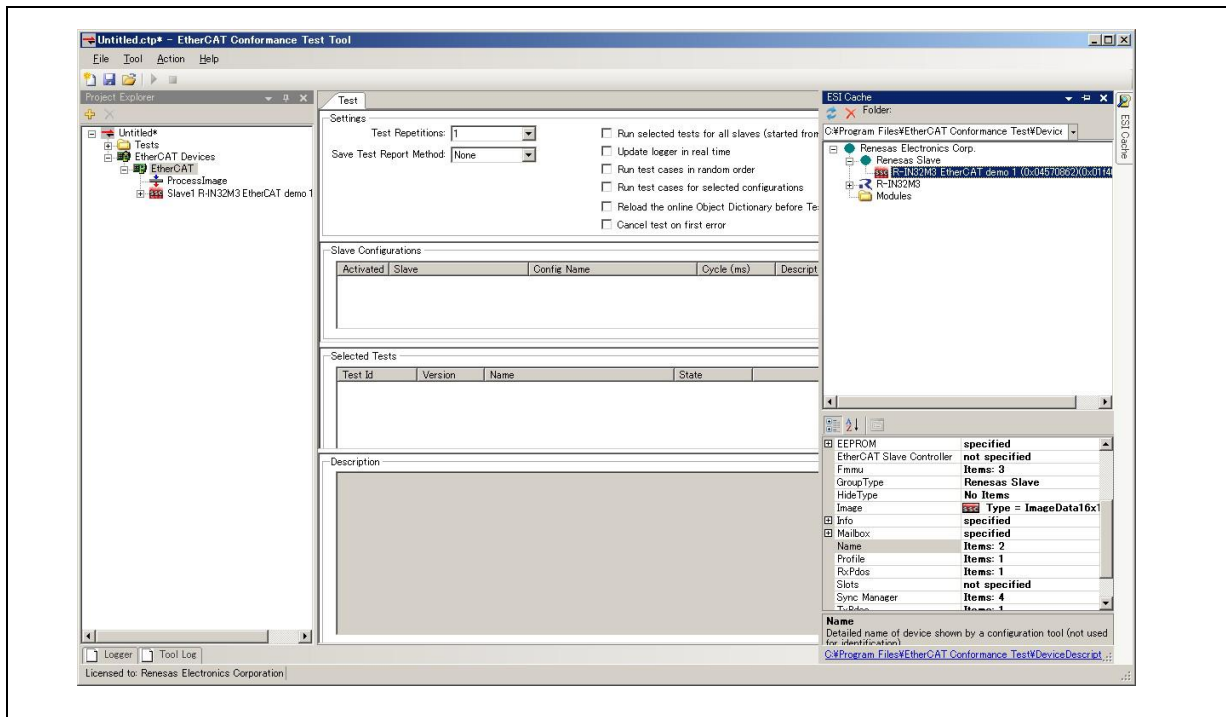 Untitled.ctp* - EtherCAT Conformance Test Tool
File Tool Action Help
Project Explorer
Untitled*
Tests
EtherCAT Devices
EtherCAT
ProcessImage
Slave1 R-IN32M3 EtherCAT demo 1
Test
Settings
Test Repetitions: 1
Save Test Report Method: None
Run selected tests for all slaves (started from
Update logger in real time
Run test cases in random order
Run test cases for selected configurations
Reload the online Object Dictionary before Te
Cancel test on first error
Slave Configurations
Activated Slave Config Name Cycle (ms) Descript
Selected Tests
Test Id Version Name State
Description
ESI Cache
Folder:
C:¥Program Files¥EtherCAT Conformance Test¥Device
Renesas Electronics Corp.
Renesas Slave
R-IN32M3 EtherCAT demo 1 (0x04570862)(0x01f4
R-IN32M3
Modules
ESI Cache
EEPROM specified
EtherCAT Slave Controller not specified
Fmmu Items: 3
GroupType Renesas Slave
HideType No Items
Image Type = ImageData16x1
Info specified
Mailbox specified
Name Items: 2
Profile Items: 1
RxPdos Items: 1
Slots not specified
Sync Manager Items: 4
TxPdos Items: 1
Name
Detailed name of device shown by a configuration tool (not used
for identification)
C:¥Program Files¥EtherCAT Conformance Test¥DeviceDescript
Logger Tool Log
Licensed to: Renesas Electronics Corporation